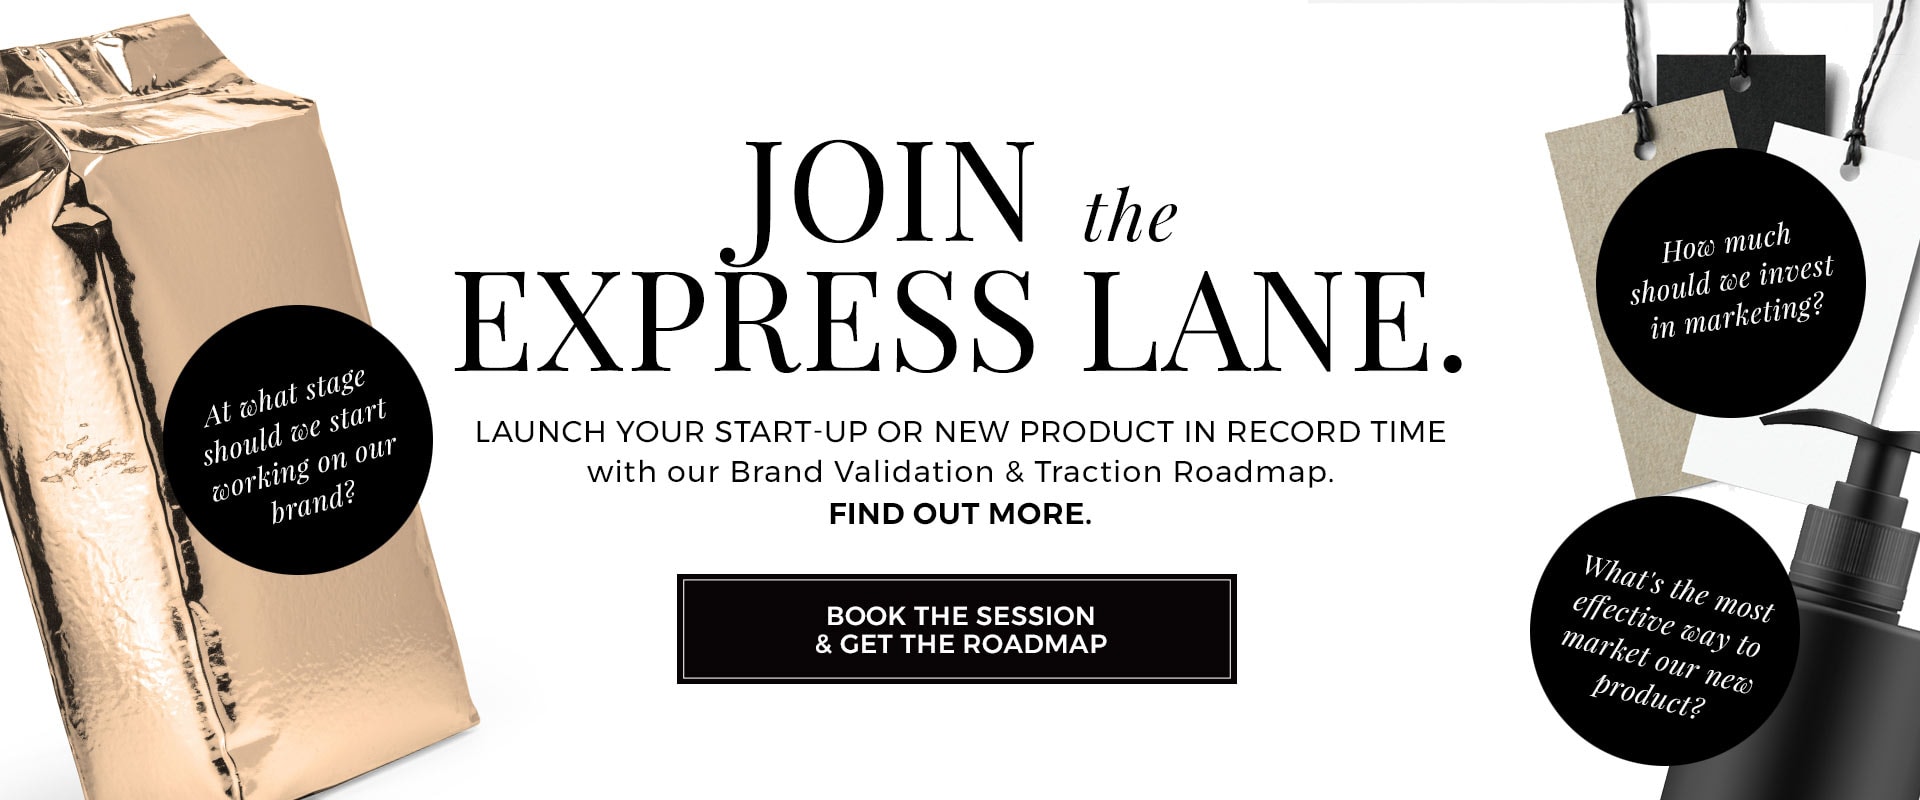 JOIN the
EXPRESS LANE.
LAUNCH YOUR START-UP OR NEW PRODUCT IN RECORD TIME
with our Brand Validation & Traction Roadmap.
FIND OUT MORE.
BOOK THE SESSION
& GET THE ROADMAP
At what stage
should we start
working on our
brand?
How much
should we invest
in marketing?
What's the most
effective way to
market our new
product?